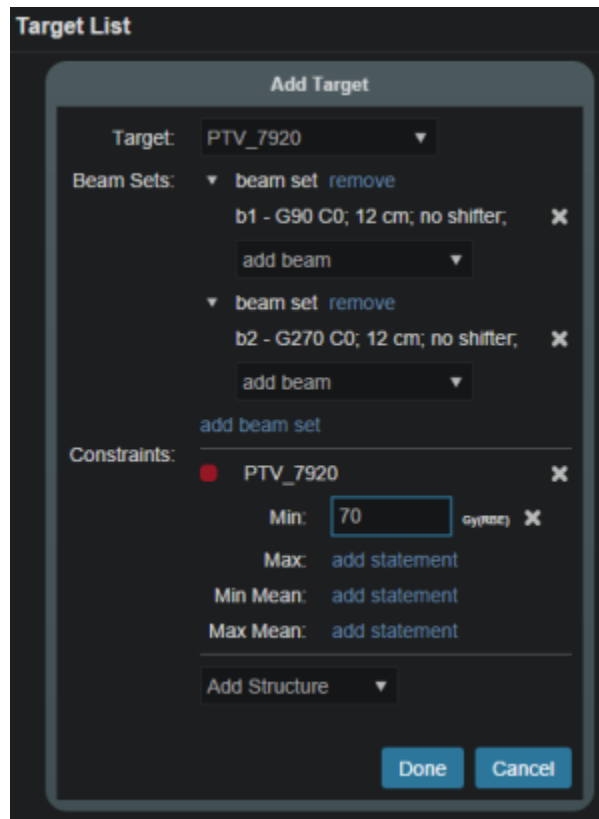 Target List
Add Target
Target: PTV_7920
Beam Sets: beam set remove
b1 - G90 C0; 12 cm; no shifter;
add beam
beam set remove
b2 - G270 C0; 12 cm; no shifter;
add beam
add beam set
Constraints:
PTV_7920
Min: 70 Gy(RBE)
Max: add statement
Min Mean: add statement
Max Mean: add statement
Add Structure
Done Cancel